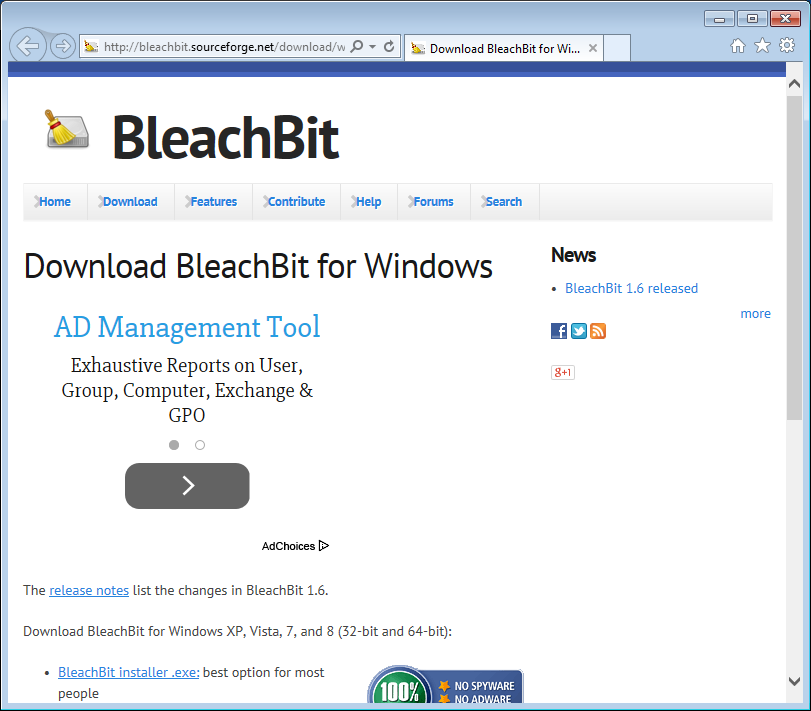 http://bleachbit.sourceforge.net/download/w
Download BleachBit for Wi...
BleachBit
Home
Download
Features
Contribute
Help
Forums
Search
Download BleachBit for Windows
AD Management Tool
Exhaustive Reports on User,
Group, Computer, Exchange &
GPO
AdChoices
News
• BleachBit 1.6 released
more
g+1
The release notes list the changes in BleachBit 1.6.
Download BleachBit for Windows XP, Vista, 7, and 8 (32-bit and 64-bit):
• BleachBit installer .exe: best option for most
people
100%
NO SPYWARE
NO ADWARE